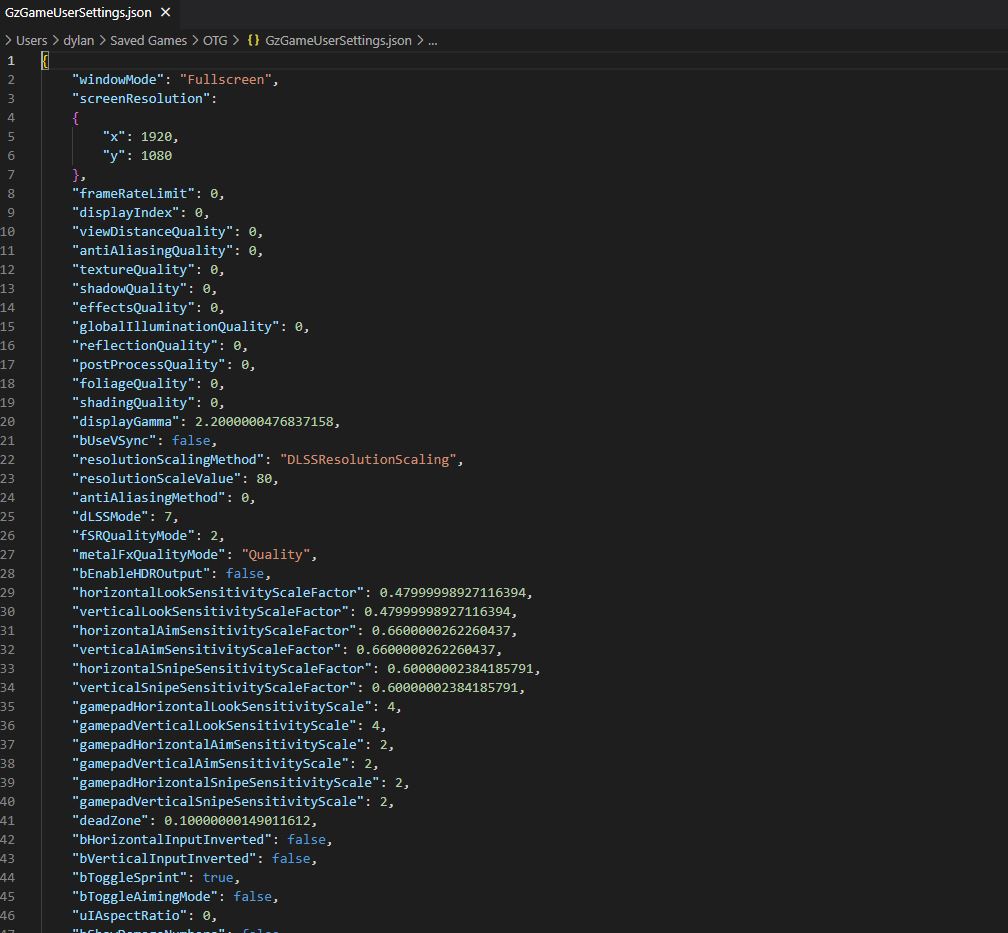 GzGameUserSettings.json ×
> Users > dylan > Saved Games > OTG > {} GzGameUserSettings.json > ...
1 {
2 "windowMode": "Fullscreen",
3 "screenResolution":
4 {
5 "x": 1920,
6 "y": 1080
7 },
8 "frameRateLimit": 0,
9 "displayIndex": 0,
10 "viewDistanceQuality": 0,
11 "antiAliasingQuality": 0,
12 "textureQuality": 0,
13 "shadowQuality": 0,
14 "effectsQuality": 0,
15 "globalIlluminationQuality": 0,
16 "reflectionQuality": 0,
17 "postProcessQuality": 0,
18 "foliageQuality": 0,
19 "shadingQuality": 0,
20 "displayGamma": 2.2000000476837158,
21 "bUseVSync": false,
22 "resolutionScalingMethod": "DLSSResolutionScaling",
23 "resolutionScaleValue": 80,
24 "antiAliasingMethod": 0,
25 "dLSSMode": 7,
26 "fSRQualityMode": 2,
27 "metalFxQualityMode": "Quality",
28 "bEnableHDROutput": false,
29 "horizontalLookSensitivityScaleFactor": 0.47999998927116394,
30 "verticalLookSensitivityScaleFactor": 0.47999998927116394,
31 "horizontalAimSensitivityScaleFactor": 0.6600000262260437,
32 "verticalAimSensitivityScaleFactor": 0.6600000262260437,
33 "horizontalSnipeSensitivityScaleFactor": 0.60000002384185791,
34 "verticalSnipeSensitivityScaleFactor": 0.60000002384185791,
35 "gamepadHorizontalLookSensitivityScale": 4,
36 "gamepadVerticalLookSensitivityScale": 4,
37 "gamepadHorizontalAimSensitivityScale": 2,
38 "gamepadVerticalAimSensitivityScale": 2,
39 "gamepadHorizontalSnipeSensitivityScale": 2,
40 "gamepadVerticalSnipeSensitivityScale": 2,
41 "deadZone": 0.10000000149011612,
42 "bHorizontalInputInverted": false,
43 "bVerticalInputInverted": false,
44 "bToggleSprint": true,
45 "bToggleAimingMode": false,
46 "uIAspectRatio": 0,